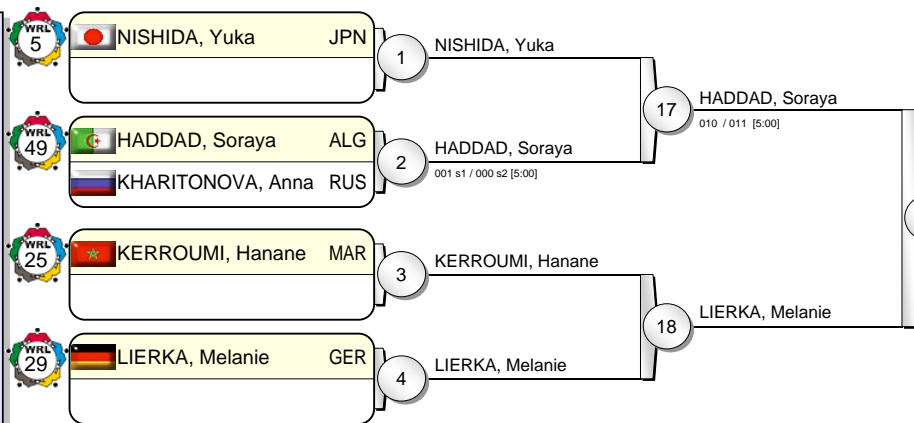 WRL
5
NISHIDA, Yuka JPN
1
NISHIDA, Yuka
17
HADDAD, Soraya
010 / 011 [5:00]
WRL
49
HADDAD, Soraya ALG
KHARITONOVA, Anna RUS
2
HADDAD, Soraya
001 s1 / 000 s2 [5:00]
WRL
25
KERROUMI, Hanane MAR
3
KERROUMI, Hanane
18
LIERKA, Melanie
WRL
29
LIERKA, Melanie GER
4
LIERKA, Melanie